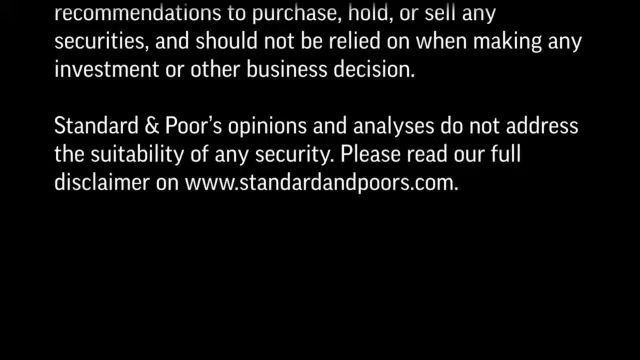 recommendations to purchase, hold, or sell any
securities, and should not be relied on when making any
investment or other business decision.
Standard & Poor's opinions and analyses do not address
the suitability of any security. Please read our full
disclaimer on www.standardandpoors.com.